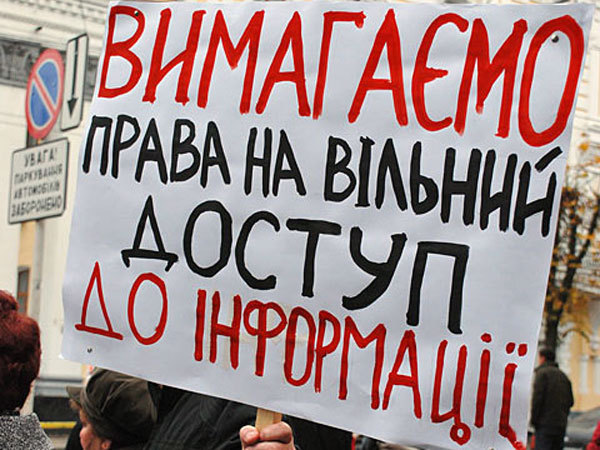 ВИМАГАЄМО
ПРАВА НА ВІЛЬНИЙ
ДОСТУП
ДО ІНФОРМАЦІЇ
УВАГА!
ПАРКУВАННЯ
АВТОМОБІЛІВ
ЗАБОРОНЕНО